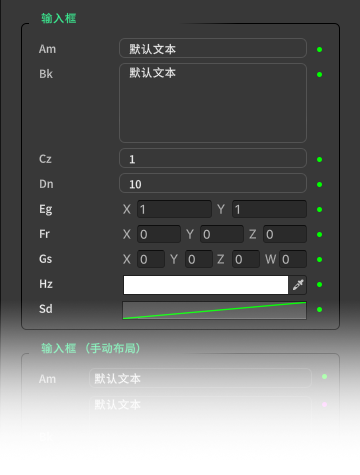 输入框
Am 默认文本
Bk 默认文本
Cz 1
Dn 10
Eg X 1 Y 1
Fr X 0 Y 0 Z 0
Gs X 0 Y 0 Z 0 W 0
Hz
Sd
输入框 （手动布局）
Am 默认文本
默认文本